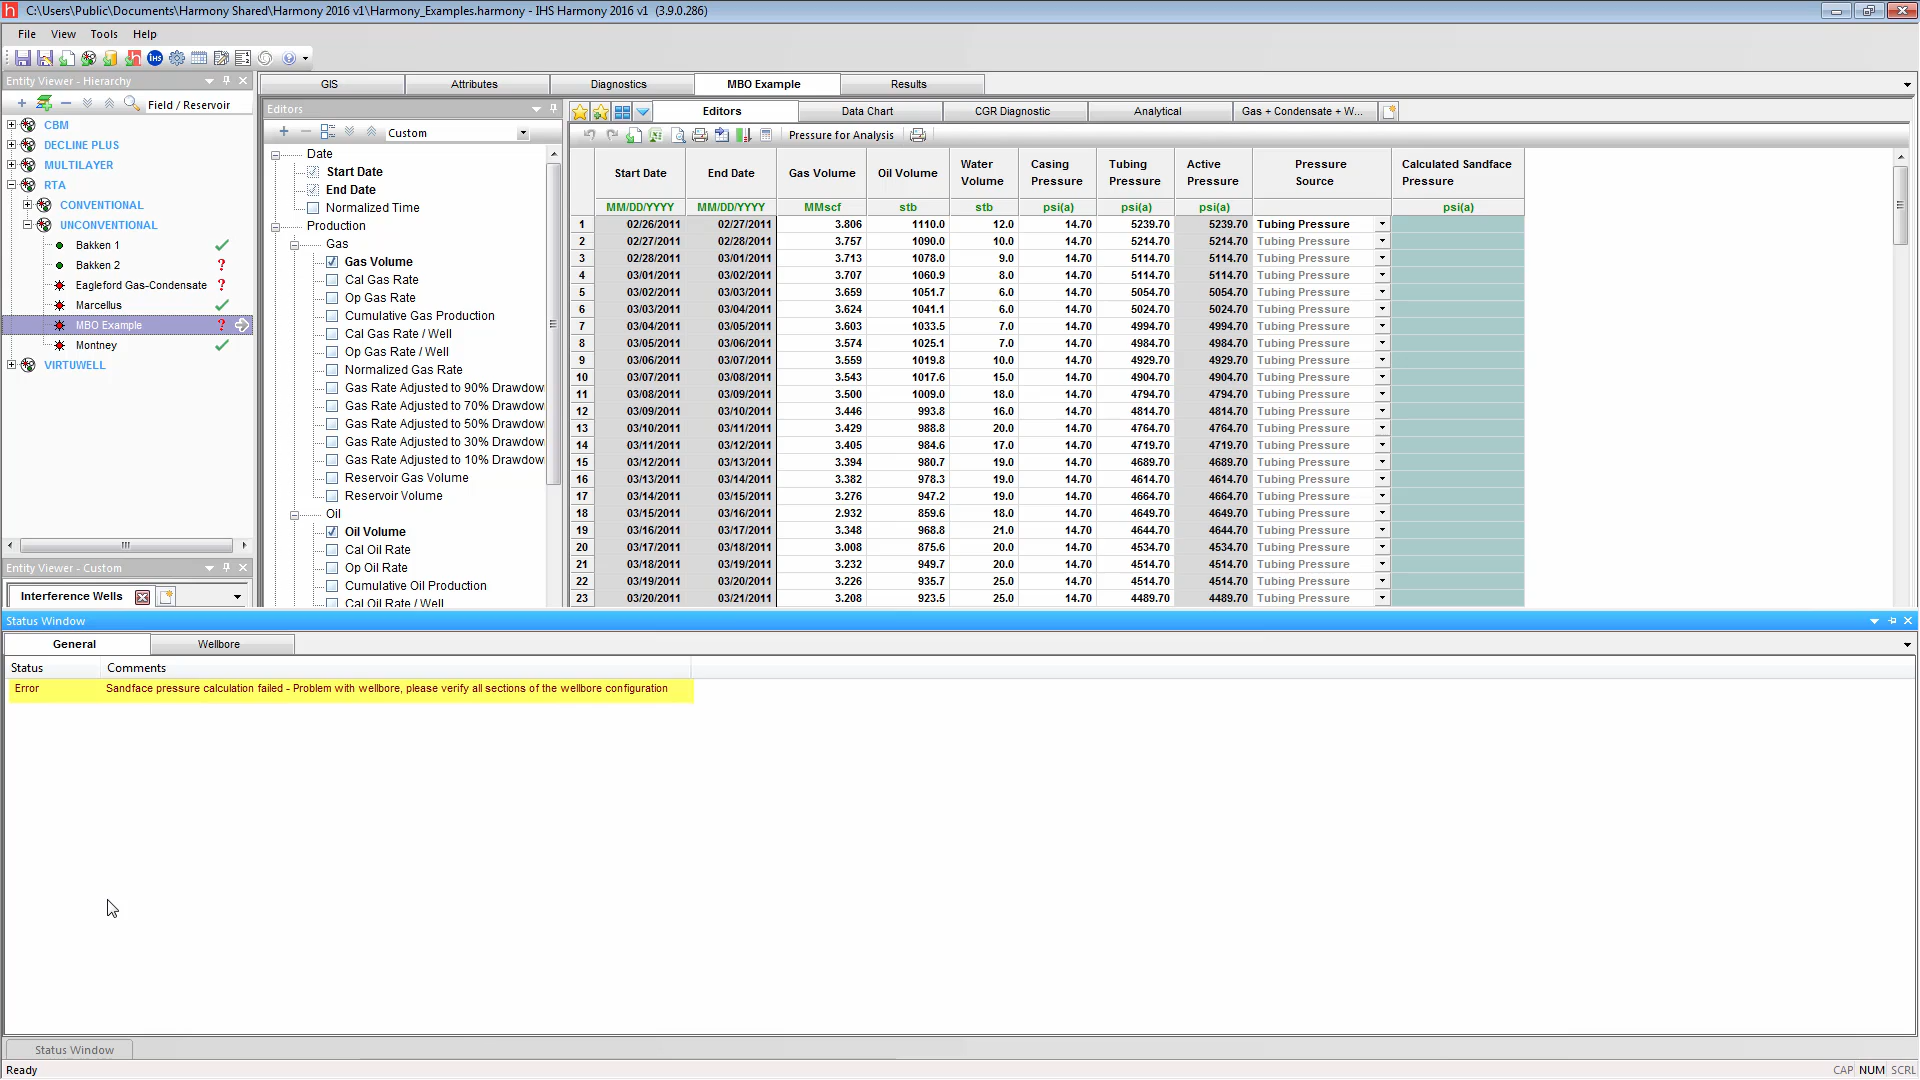 C:\Users\Public\Documents\Harmony Shared\Harmony 2016 v1\Harmony_Examples.harmony - IHS Harmony 2016 v1 (3.9.0.286)
File View Tools Help
Entity Viewer - Hierarchy
Field / Reservoir
CBM
DECLINE PLUS
MULTILAYER
RTA
CONVENTIONAL
UNCONVENTIONAL
Bakken 1
Bakken 2 ?
Eagleford Gas-Condensate ?
Marcellus
MBO Example ?
Montney
VIRTUWELL
Entity Viewer - Custom
Interference Wells
GIS Attributes Diagnostics MBO Example Results
Editors
Custom
Date
Start Date
End Date
Normalized Time
Production
Gas
Gas Volume
Cal Gas Rate
Op Gas Rate
Cumulative Gas Production
Cal Gas Rate / Well
Op Gas Rate / Well
Normalized Gas Rate
Gas Rate Adjusted to 90% Drawdow
Gas Rate Adjusted to 70% Drawdow
Gas Rate Adjusted to 50% Drawdow
Gas Rate Adjusted to 30% Drawdow
Gas Rate Adjusted to 10% Drawdow
Reservoir Gas Volume
Reservoir Volume
Oil
Oil Volume
Cal Oil Rate
Op Oil Rate
Cumulative Oil Production
Cal Oil Rate / Well
Editors Data Chart CGR Diagnostic Analytical Gas + Condensate + W...
Pressure for Analysis
Start Date End Date Gas Volume Oil Volume Water Volume Casing Pressure Tubing Pressure Active Pressure Pressure Source Calculated Sandface Pressure
MM/DD/YYYY MM/DD/YYYY MMscf stb stb psi(a) psi(a) psi(a) psi(a)
1 02/26/2011 02/27/2011 3.806 1110.0 12.0 14.70 5239.70 5239.70 Tubing Pressure
2 02/27/2011 02/28/2011 3.757 1090.0 10.0 14.70 5214.70 5214.70 Tubing Pressure
3 02/28/2011 03/01/2011 3.713 1078.0 9.0 14.70 5114.70 5114.70 Tubing Pressure
4 03/01/2011 03/02/2011 3.707 1060.9 8.0 14.70 5114.70 5114.70 Tubing Pressure
5 03/02/2011 03/03/2011 3.659 1051.7 6.0 14.70 5054.70 5054.70 Tubing Pressure
6 03/03/2011 03/04/2011 3.624 1041.1 6.0 14.70 5024.70 5024.70 Tubing Pressure
7 03/04/2011 03/05/2011 3.603 1033.5 7.0 14.70 4994.70 4994.70 Tubing Pressure
8 03/05/2011 03/06/2011 3.574 1025.1 7.0 14.70 4984.70 4984.70 Tubing Pressure
9 03/06/2011 03/07/2011 3.559 1019.8 10.0 14.70 4929.70 4929.70 Tubing Pressure
10 03/07/2011 03/08/2011 3.543 1017.6 15.0 14.70 4904.70 4904.70 Tubing Pressure
11 03/08/2011 03/09/2011 3.500 1009.0 18.0 14.70 4794.70 4794.70 Tubing Pressure
12 03/09/2011 03/10/2011 3.446 993.8 16.0 14.70 4814.70 4814.70 Tubing Pressure
13 03/10/2011 03/11/2011 3.429 988.8 20.0 14.70 4764.70 4764.70 Tubing Pressure
14 03/11/2011 03/12/2011 3.405 984.6 17.0 14.70 4719.70 4719.70 Tubing Pressure
15 03/12/2011 03/13/2011 3.394 980.7 19.0 14.70 4689.70 4689.70 Tubing Pressure
16 03/13/2011 03/14/2011 3.382 978.3 19.0 14.70 4614.70 4614.70 Tubing Pressure
17 03/14/2011 03/15/2011 3.276 947.2 19.0 14.70 4664.70 4664.70 Tubing Pressure
18 03/15/2011 03/16/2011 2.932 859.6 18.0 14.70 4649.70 4649.70 Tubing Pressure
19 03/16/2011 03/17/2011 3.348 968.8 21.0 14.70 4644.70 4644.70 Tubing Pressure
20 03/17/2011 03/18/2011 3.008 875.6 20.0 14.70 4534.70 4534.70 Tubing Pressure
21 03/18/2011 03/19/2011 3.232 949.7 20.0 14.70 4514.70 4514.70 Tubing Pressure
22 03/19/2011 03/20/2011 3.226 935.7 25.0 14.70 4514.70 4514.70 Tubing Pressure
23 03/20/2011 03/21/2011 3.208 923.5 25.0 14.70 4489.70 4489.70 Tubing Pressure
Status Window
General Wellbore
Status Comments
Error Sandface pressure calculation failed - Problem with wellbore, please verify all sections of the wellbore configuration
Status Window
Ready
CAP NUM SCRL